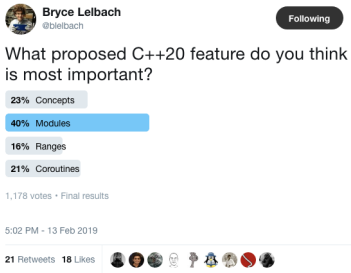 Bryce Lelbach
@blelbach
Following
What proposed C++20 feature do you think
is most important?
23% Concepts
40% Modules
16% Ranges
21% Coroutines
1,178 votes • Final results
5:02 PM - 13 Feb 2019
21 Retweets 18 Likes